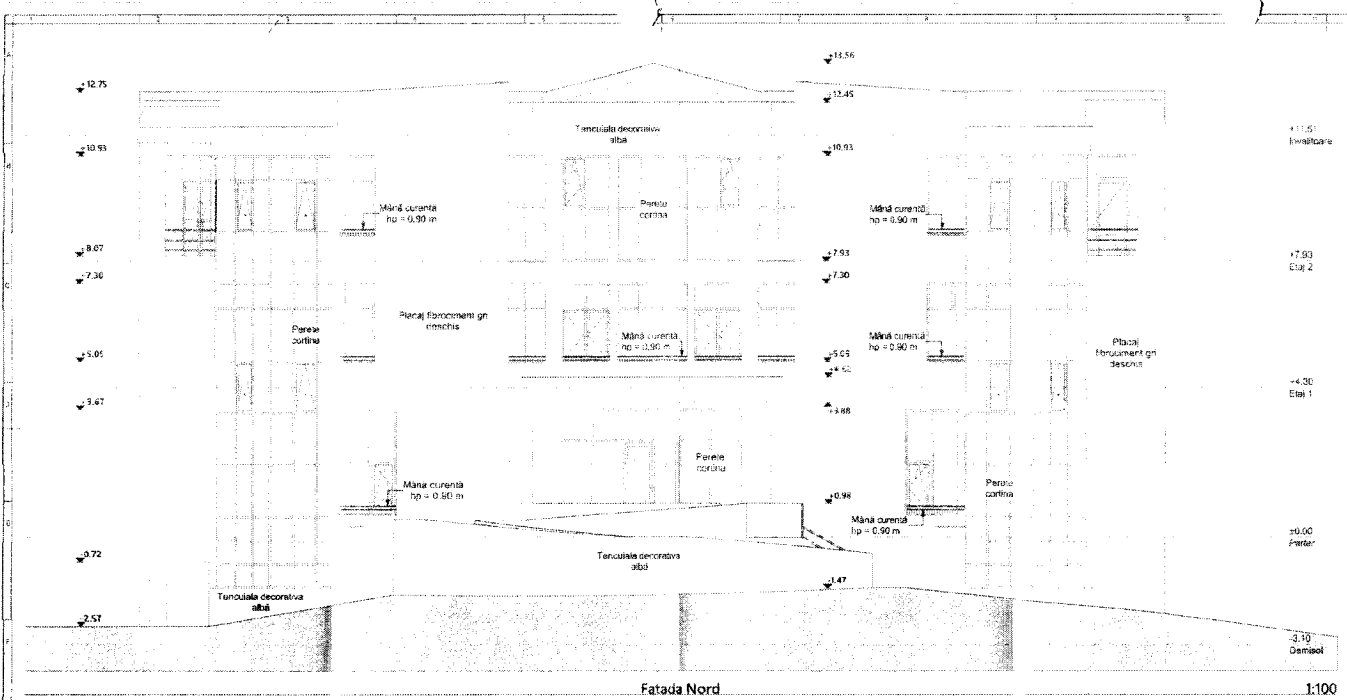 +13.56
+12.75
+12.45
Tencuiala decorativa
albă
+11.51
Invelitoare
+10.93
+10.93
Perete
cortina
Mână curentă
hp = 0.90 m
Mână curentă
hp = 0.90 m
+8.07
+7.93
+7.93
Etaj 2
+7.30
+7.30
Placaj fibrociment gri
deschis
Perete
cortina
Mână curentă
hp = 0.90 m
Mână curentă
hp = 0.90 m
Placaj
fibrociment gri
deschis
+5.05
+5.05
+4.30
Etaj 1
+3.67
+3.88
Perete
cortina
Mână curentă
hp = 0.90 m
Perete
cortina
+0.98
Mână curentă
hp = 0.90 m
±0.00
Parter
-0.72
Tencuiala decorativa
albă
-1.47
Tencuiala decorativa
albă
-2.57
-3.10
Demisol
Fatada Nord
1:100